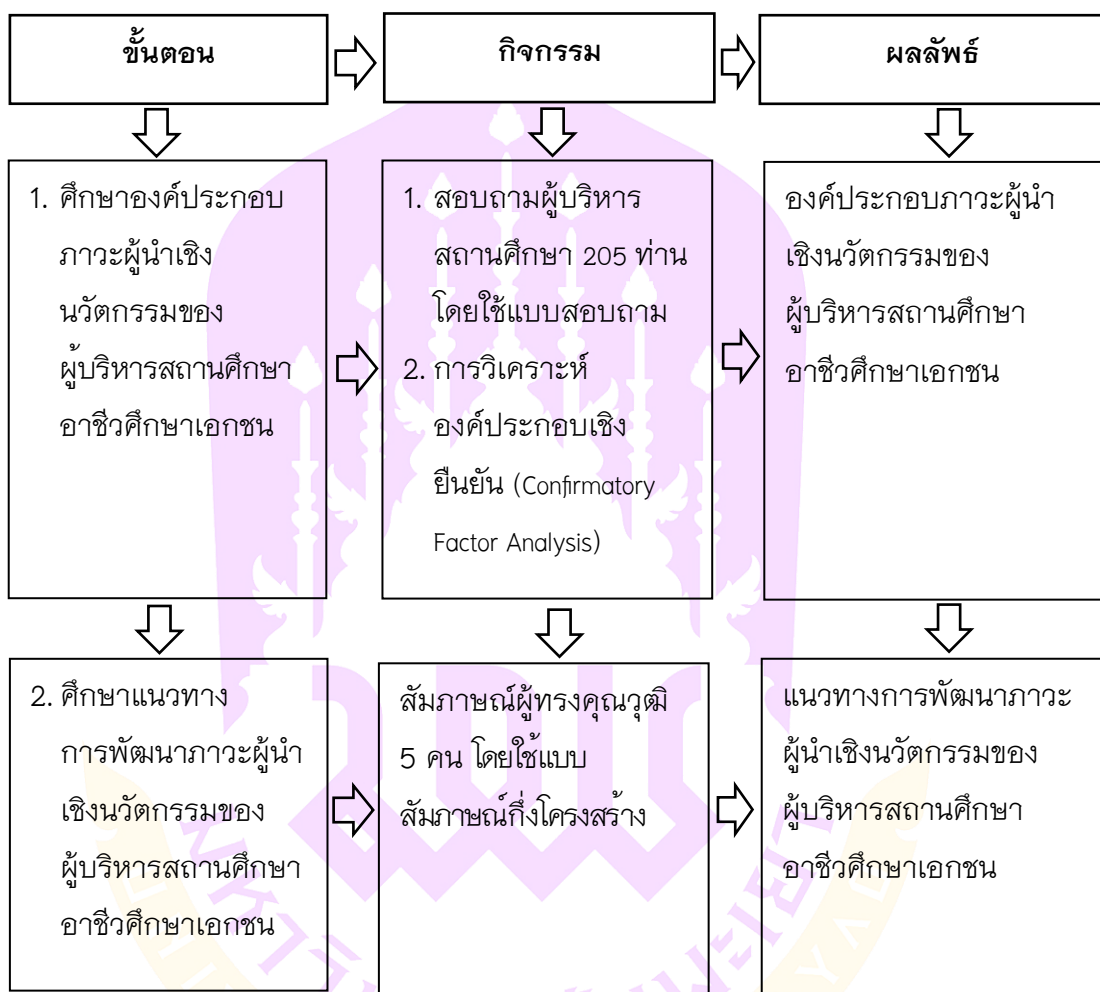 ขั้นตอน
กิจกรรม
ผลลัพธ์
1. ศึกษาองค์ประกอบ
ภาวะผู้นำเชิง
นวัตกรรมของ
ผู้บริหารสถานศึกษา
อาชีวศึกษาเอกชน
1. สอบถามผู้บริหาร
สถานศึกษา 205 ท่าน
โดยใช้แบบสอบถาม
2. การวิเคราะห์
องค์ประกอบเชิง
ยืนยัน (Confirmatory
Factor Analysis)
องค์ประกอบภาวะผู้นำ
เชิงนวัตกรรมของ
ผู้บริหารสถานศึกษา
อาชีวศึกษาเอกชน
2. ศึกษาแนวทาง
การพัฒนาภาวะผู้นำ
เชิงนวัตกรรมของ
ผู้บริหารสถานศึกษา
อาชีวศึกษาเอกชน
สัมภาษณ์ผู้ทรงคุณวุฒิ
5 คน โดยใช้แบบ
สัมภาษณ์กึ่งโครงสร้าง
แนวทางการพัฒนาภาวะ
ผู้นำเชิงนวัตกรรมของ
ผู้บริหารสถานศึกษา
อาชีวศึกษาเอกชน